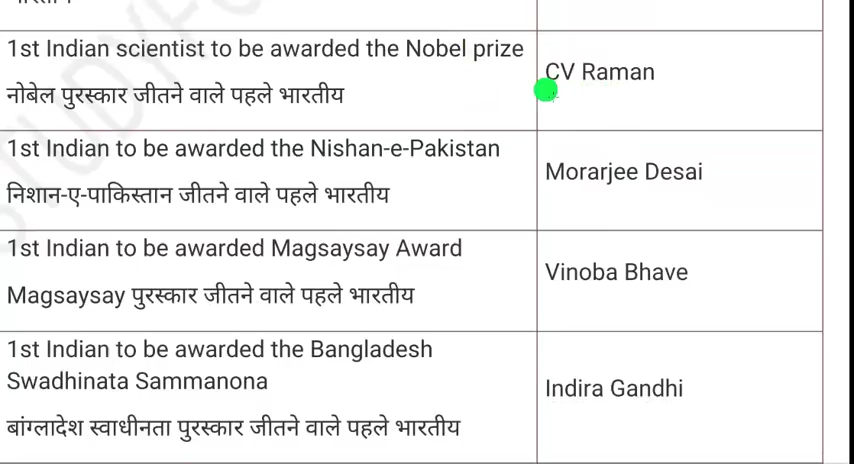 1st Indian scientist to be awarded the Nobel prize
नोबेल पुरस्कार जीतने वाले पहले भारतीय
CV Raman
1st Indian to be awarded the Nishan-e-Pakistan
निशान-ए-पाकिस्तान जीतने वाले पहले भारतीय
Morarjee Desai
1st Indian to be awarded Magsaysay Award
Magsaysay पुरस्कार जीतने वाले पहले भारतीय
Vinoba Bhave
1st Indian to be awarded the Bangladesh
Swadhinata Sammanona
बांग्लादेश स्वाधीनता पुरस्कार जीतने वाले पहले भारतीय
Indira Gandhi